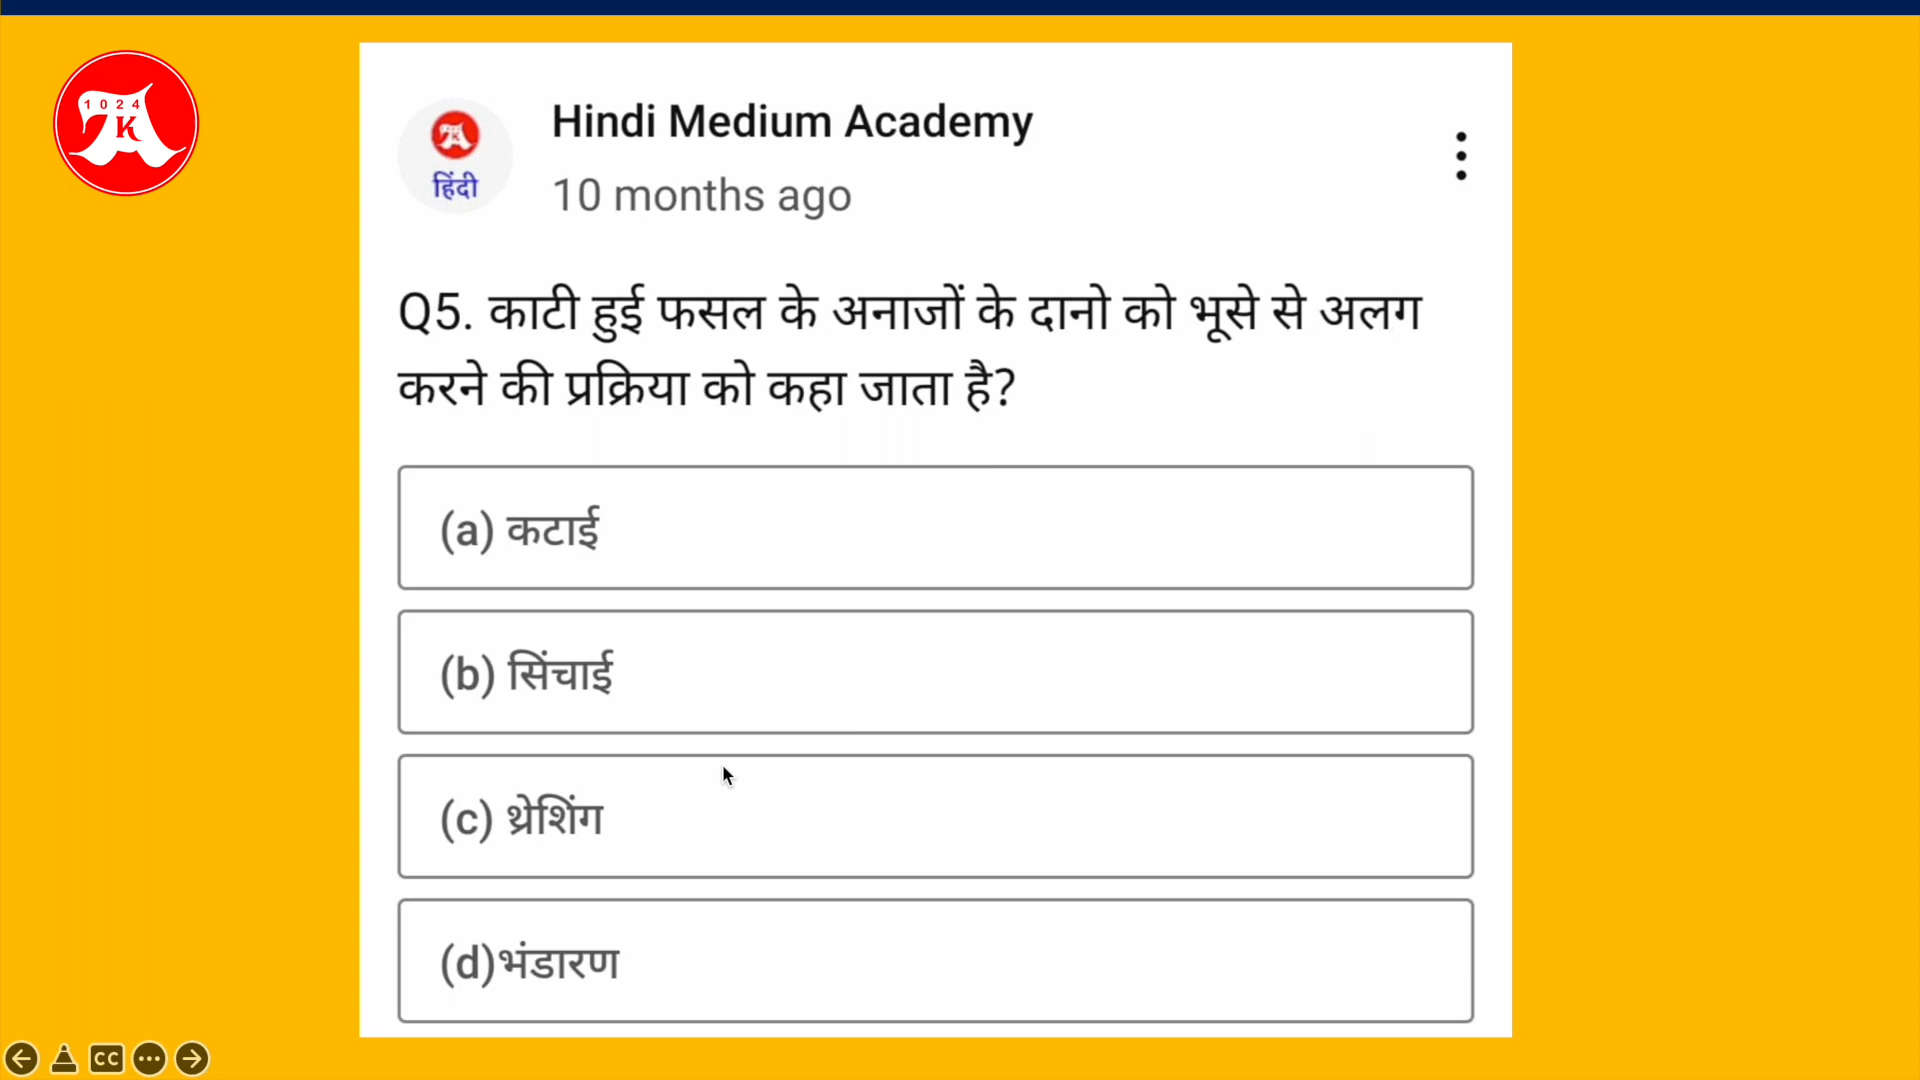 1024
K
हिंदी
Hindi Medium Academy
10 months ago
Q5. काटी हुई फसल के अनाजों के दानो को भूसे से अलग
करने की प्रक्रिया को कहा जाता है?
(a) कटाई
(b) सिंचाई
(c) थ्रेशिंग
(d)भंडारण
CC